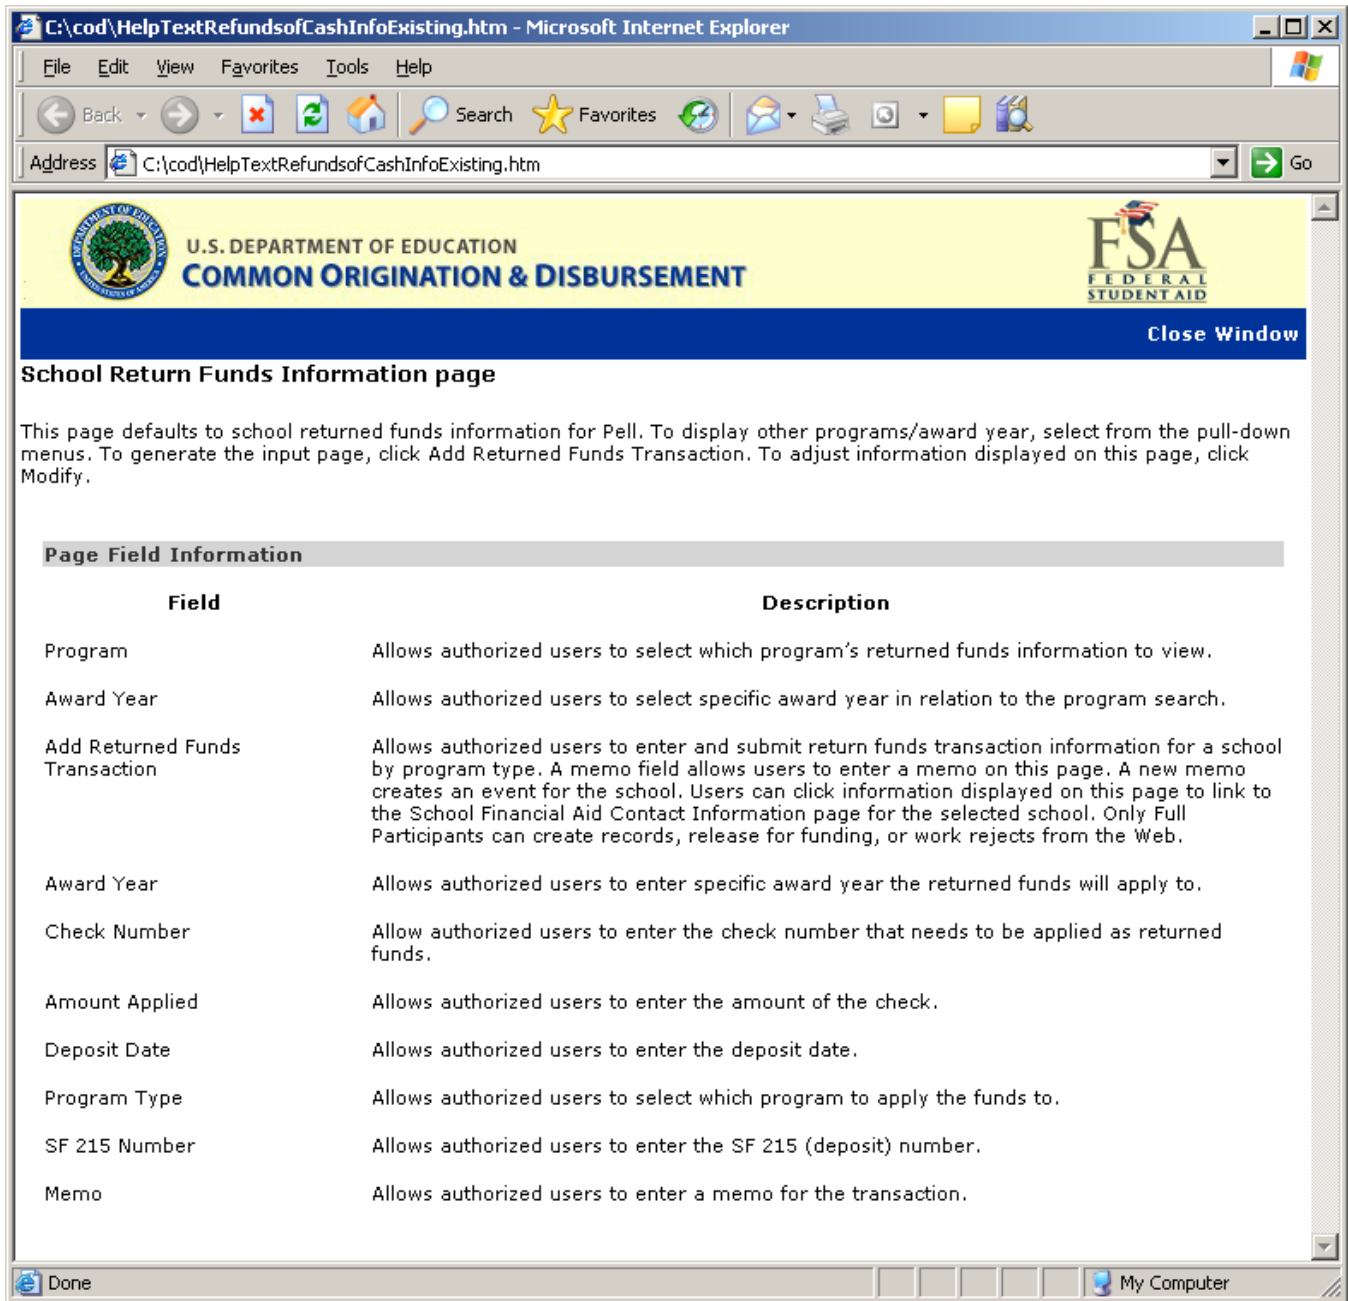 C:\cod\HelpTextRefundsofCashInfoExisting.htm - Microsoft Internet Explorer
File Edit View Favorites Tools Help
Back Search Favorites
Address C:\cod\HelpTextRefundsofCashInfoExisting.htm Go
U.S. DEPARTMENT OF EDUCATION
COMMON ORIGINATION & DISBURSEMENT
FSA
FEDERAL
STUDENT AID
Close Window
School Return Funds Information page
This page defaults to school returned funds information for Pell. To display other programs/award year, select from the pull-down
menus. To generate the input page, click Add Returned Funds Transaction. To adjust information displayed on this page, click
Modify.
Page Field Information
Field Description
Program Allows authorized users to select which program's returned funds information to view.
Award Year Allows authorized users to select specific award year in relation to the program search.
Add Returned Funds Allows authorized users to enter and submit return funds transaction information for a school
Transaction by program type. A memo field allows users to enter a memo on this page. A new memo
creates an event for the school. Users can click information displayed on this page to link to
the School Financial Aid Contact Information page for the selected school. Only Full
Participants can create records, release for funding, or work rejects from the Web.
Award Year Allows authorized users to enter specific award year the returned funds will apply to.
Check Number Allow authorized users to enter the check number that needs to be applied as returned
funds.
Amount Applied Allows authorized users to enter the amount of the check.
Deposit Date Allows authorized users to enter the deposit date.
Program Type Allows authorized users to select which program to apply the funds to.
SF 215 Number Allows authorized users to enter the SF 215 (deposit) number.
Memo Allows authorized users to enter a memo for the transaction.
Done My Computer